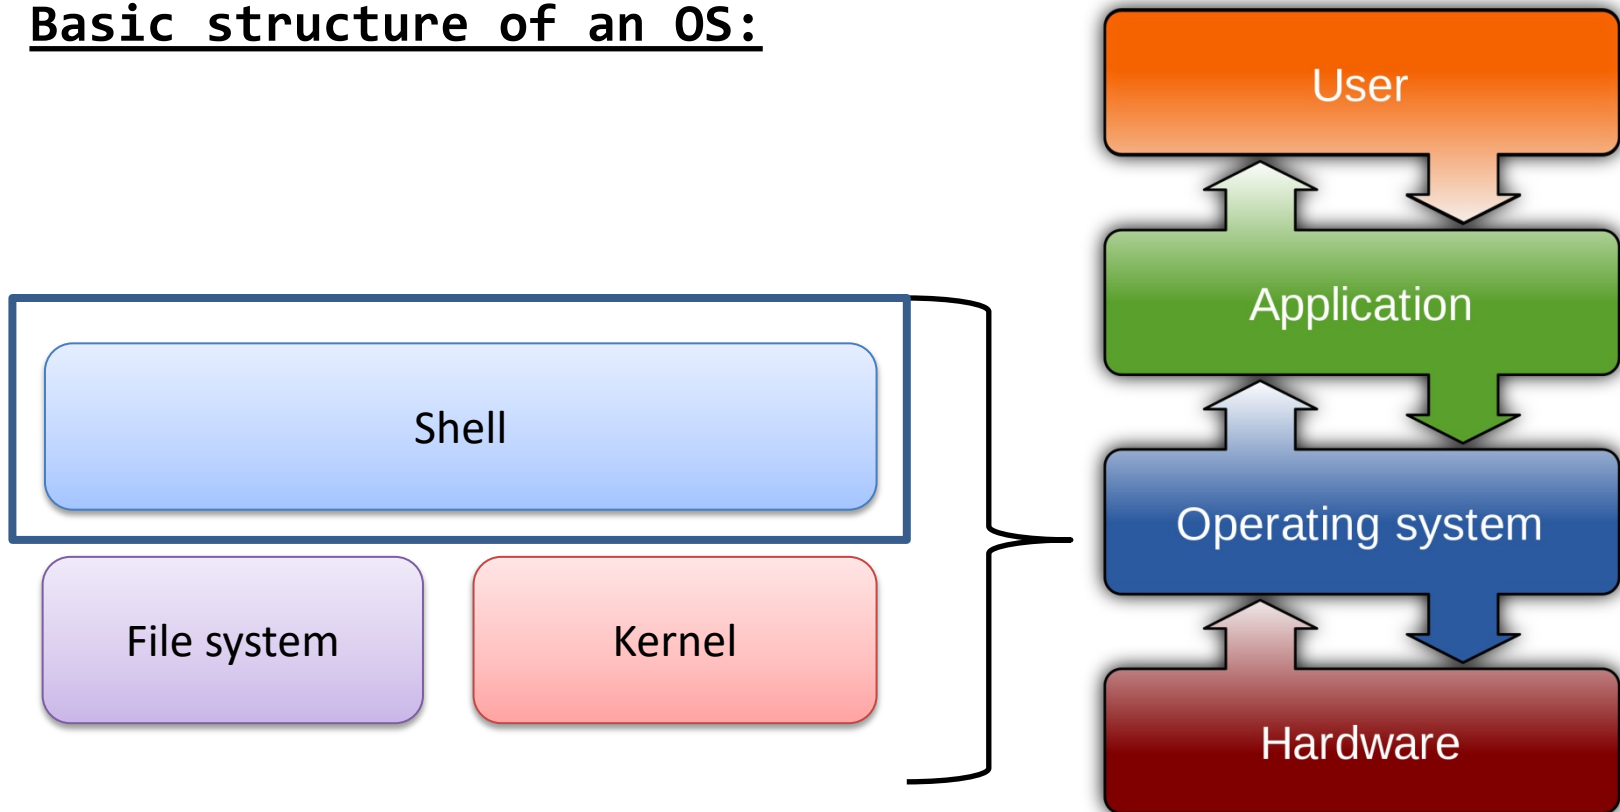 Basic structure of an OS:
User
Application
Shell
Operating system
File system
Kernel
Hardware